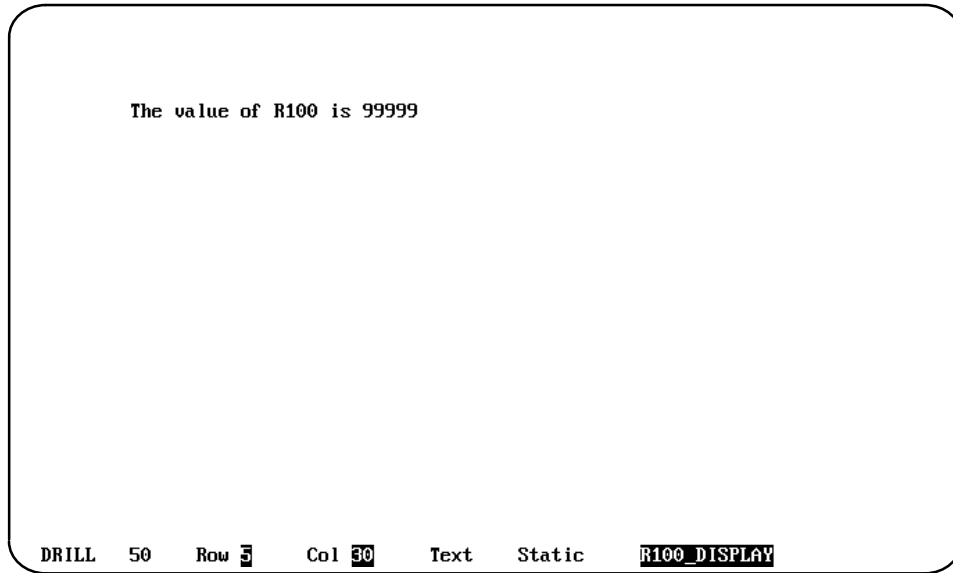 The value of R100 is 99999
DRILL 50 Row 5 Col 30 Text Static R100_DISPLAY